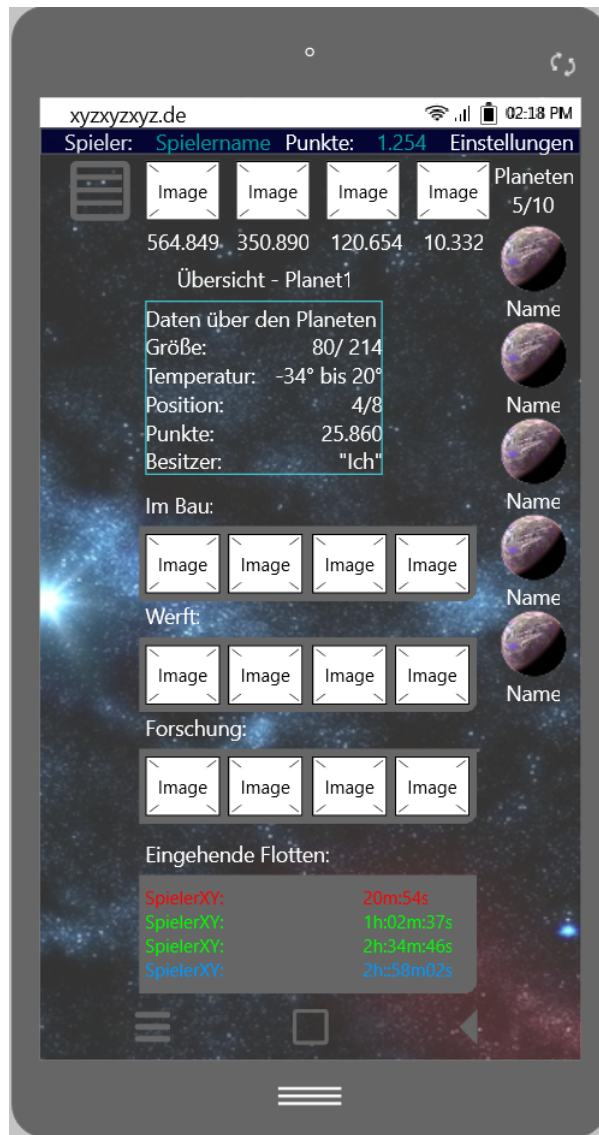 xyzxyzxyz.de 02:18 PM
Spieler: Spielername Punkte: 1.254 Einstellungen
Image Image Image Image
564.849 350.890 120.654 10.332
Planeten
5/10
Name
Name
Name
Name
Name
Übersicht - Planet1
Daten über den Planeten
Größe: 80/ 214
Temperatur: -34° bis 20°
Position: 4/8
Punkte: 25.860
Besitzer: "Ich"
Im Bau:
Image Image Image Image
Werft:
Image Image Image Image
Forschung:
Image Image Image Image
Eingehende Flotten:
SpielerXY: 20m:54s
SpielerXY: 1h:02m:37s
SpielerXY: 2h:34m:46s
SpielerXY: 2h::58m02s